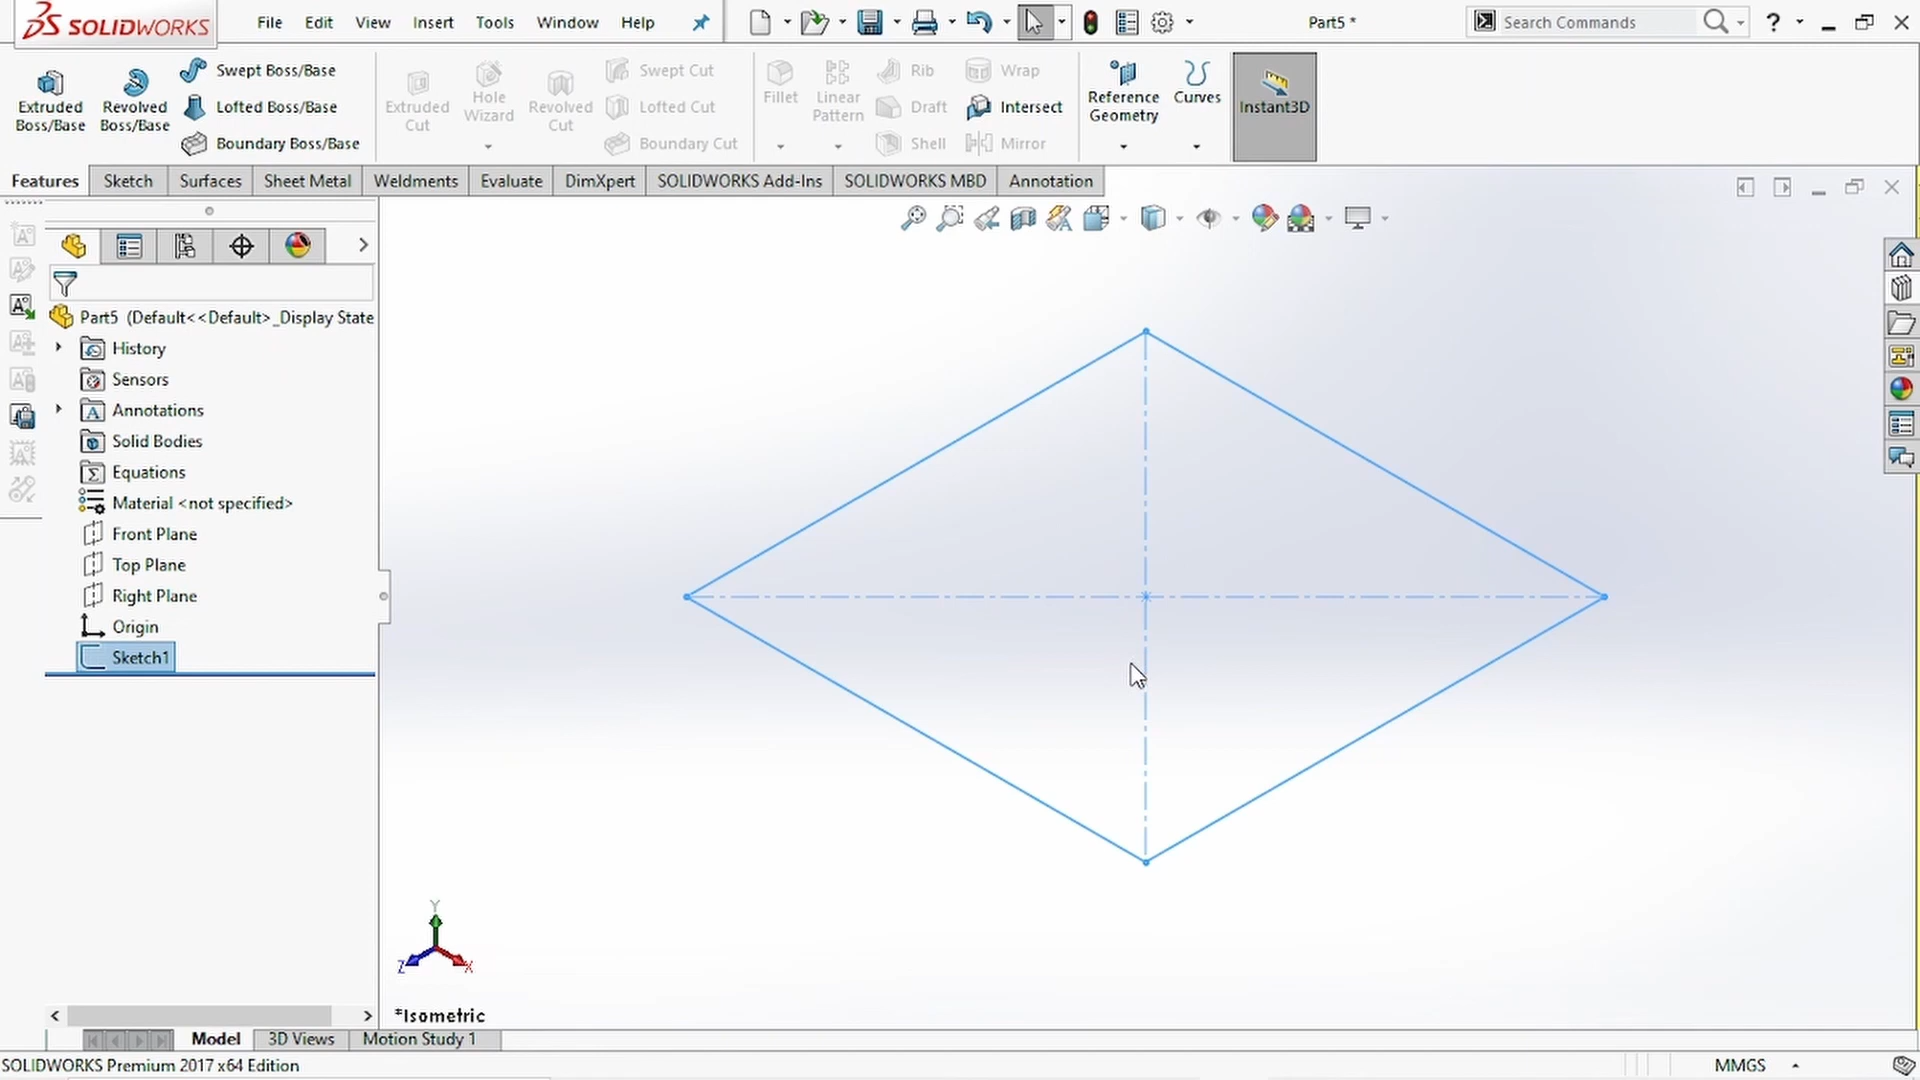 SOLIDWORKS File Edit View Insert Tools Window Help Part5 * Search Commands ?
Extruded Boss/Base
Revolved Boss/Base
Swept Boss/Base
Lofted Boss/Base
Boundary Boss/Base
Extruded Cut
Hole Wizard
Revolved Cut
Swept Cut
Lofted Cut
Boundary Cut
Fillet
Linear Pattern
Rib
Draft
Shell
Wrap
Intersect
Mirror
Reference Geometry
Curves
Instant3D
Features Sketch Surfaces Sheet Metal Weldments Evaluate DimXpert SOLIDWORKS Add-Ins SOLIDWORKS MBD Annotation
Part5 (Default<<Default>_Display State
History
Sensors
Annotations
Solid Bodies
Equations
Material <not specified>
Front Plane
Top Plane
Right Plane
Origin
Sketch1
Y
Z
X
*Isometric
Model 3D Views Motion Study 1
SOLIDWORKS Premium 2017 x64 Edition MMGS